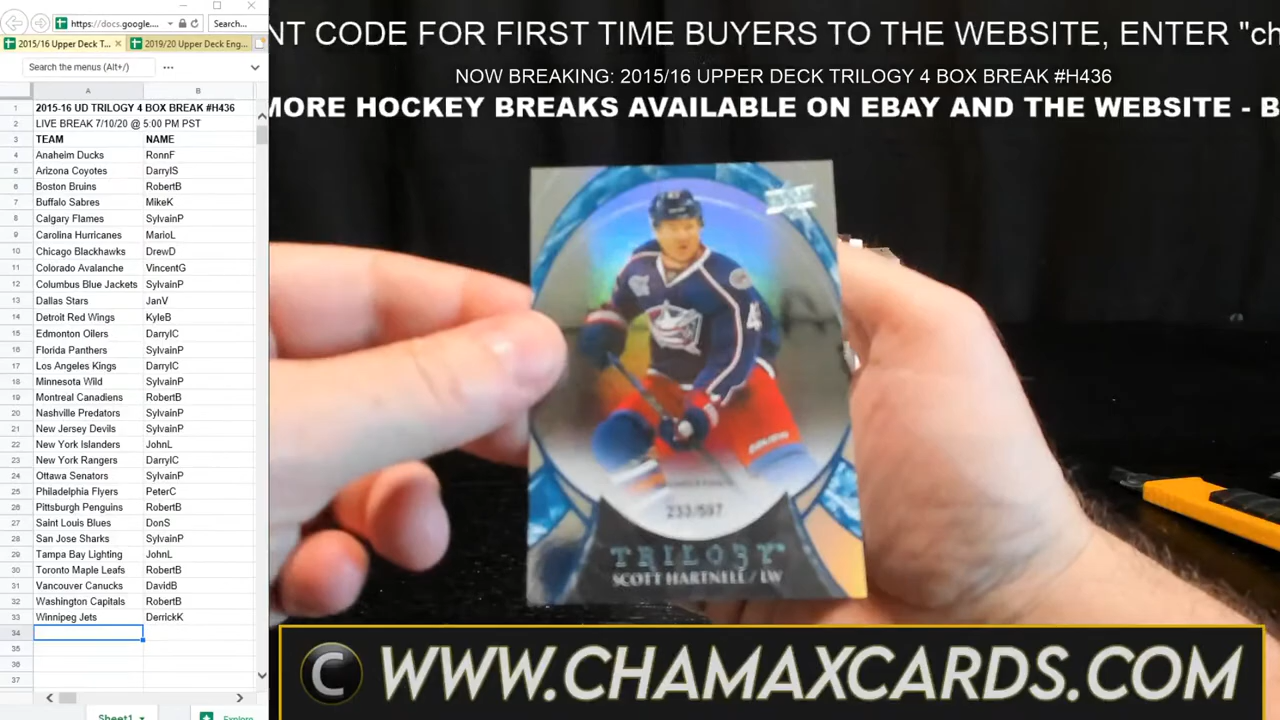 https://docs.google....
Search...
2015/16 Upper Deck T...
2019/20 Upper Deck Eng...
Search the menus (Alt+/)
A B
1 2015-16 UD TRILOGY 4 BOX BREAK #H436
2 LIVE BREAK 7/10/20 @ 5:00 PM PST
3 TEAM NAME
4 Anaheim Ducks RonnF
5 Arizona Coyotes DarrylS
6 Boston Bruins RobertB
7 Buffalo Sabres MikeK
8 Calgary Flames SylvainP
9 Carolina Hurricanes MarioL
10 Chicago Blackhawks DrewD
11 Colorado Avalanche VincentG
12 Columbus Blue Jackets SylvainP
13 Dallas Stars JanV
14 Detroit Red Wings KyleB
15 Edmonton Oilers DarrylC
16 Florida Panthers SylvainP
17 Los Angeles Kings DarrylC
18 Minnesota Wild SylvainP
19 Montreal Canadiens RobertB
20 Nashville Predators SylvainP
21 New Jersey Devils SylvainP
22 New York Islanders JohnL
23 New York Rangers DarrylC
24 Ottawa Senators SylvainP
25 Philadelphia Flyers PeterC
26 Pittsburgh Penguins RobertB
27 Saint Louis Blues DonS
28 San Jose Sharks SylvainP
29 Tampa Bay Lighting JohnL
30 Toronto Maple Leafs RobertB
31 Vancouver Canucks DavidB
32 Washington Capitals RobertB
33 Winnipeg Jets DerrickK
34
35
36
37
Sheet1
Explore
NT CODE FOR FIRST TIME BUYERS TO THE WEBSITE, ENTER "ch
NOW BREAKING: 2015/16 UPPER DECK TRILOGY 4 BOX BREAK #H436
MORE HOCKEY BREAKS AVAILABLE ON EBAY AND THE WEBSITE - B
233/597
TRILOGY
SCOTT HARTNELL / LW
C WWW.CHAMAXCARDS.COM